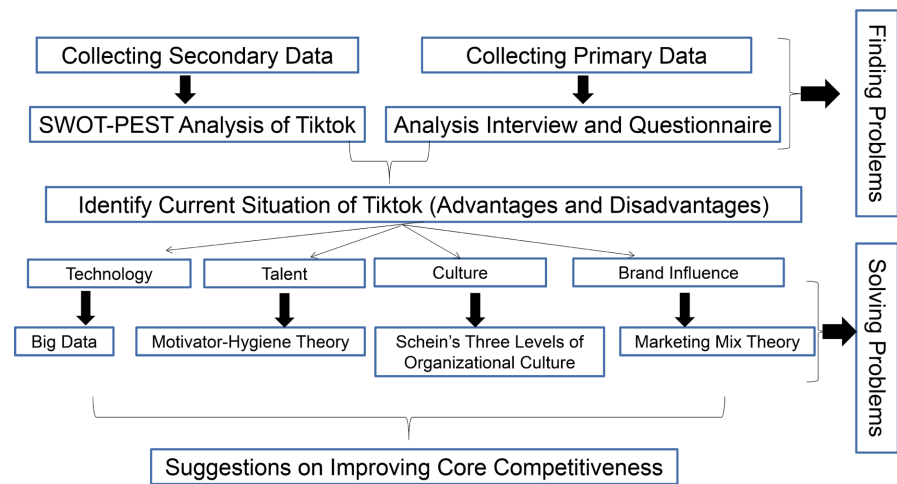 Collecting Secondary Data
Collecting Primary Data
SWOT-PEST Analysis of Tiktok
Analysis Interview and Questionnaire
Finding Problems
Identify Current Situation of Tiktok (Advantages and Disadvantages)
Technology
Talent
Culture
Brand Influence
Big Data
Motivator-Hygiene Theory
Schein's Three Levels of
Organizational Culture
Marketing Mix Theory
Solving Problems
Suggestions on Improving Core Competitiveness